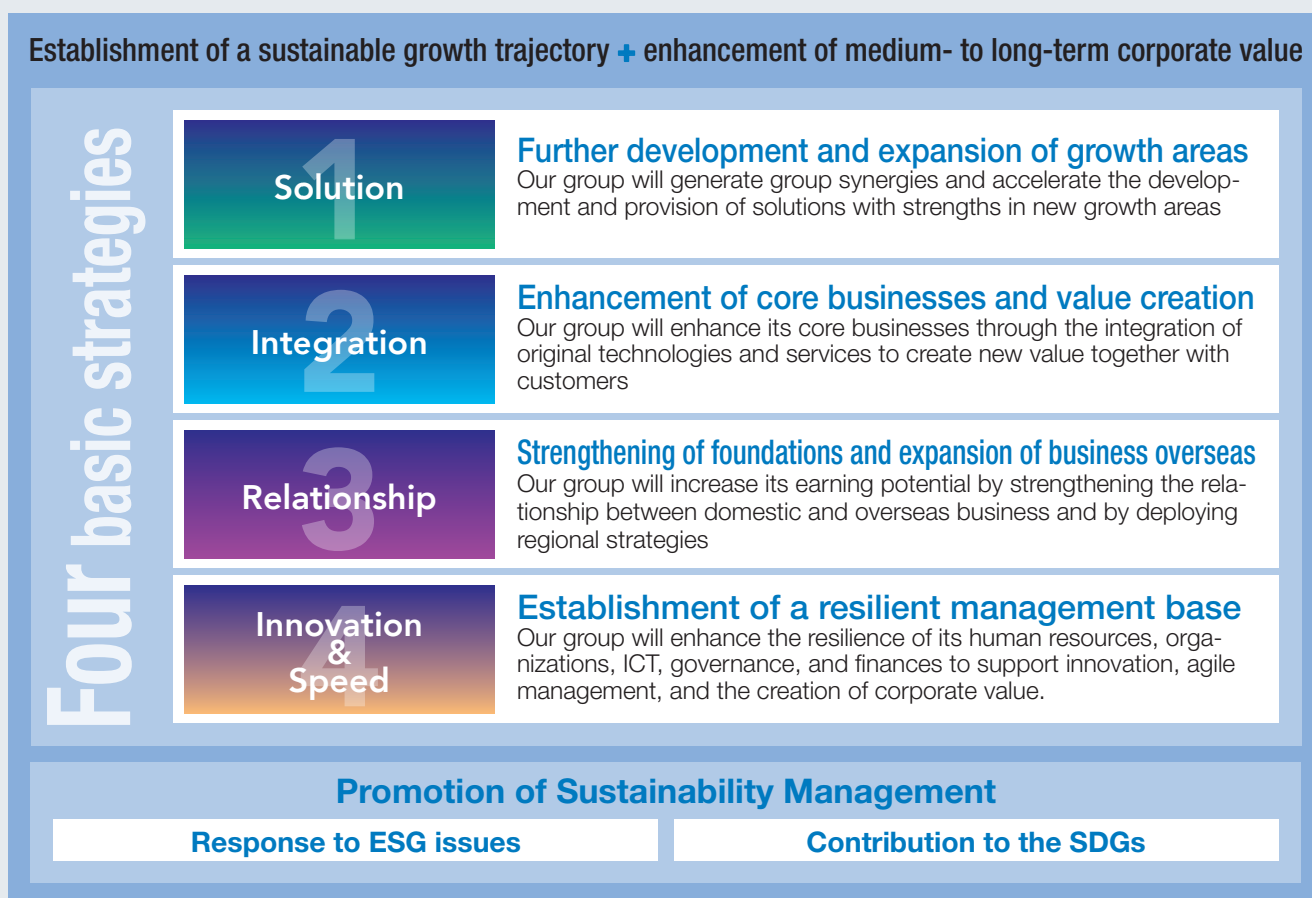 Establishment of a sustainable growth trajectory + enhancement of medium- to long-term corporate value
Four basic strategies
1
Solution
Further development and expansion of growth areas
Our group will generate group synergies and accelerate the develop-
ment and provision of solutions with strengths in new growth areas
2
Integration
Enhancement of core businesses and value creation
Our group will enhance its core businesses through the integration of
original technologies and services to create new value together with
customers
3
Relationship
Strengthening of foundations and expansion of business overseas
Our group will increase its earning potential by strengthening the rela-
tionship between domestic and overseas business and by deploying
regional strategies
4
Innovation
&
Speed
Establishment of a resilient management base
Our group will enhance the resilience of its human resources, orga-
nizations, ICT, governance, and finances to support innovation, agile
management, and the creation of corporate value.
Promotion of Sustainability Management
Response to ESG issues
Contribution to the SDGs